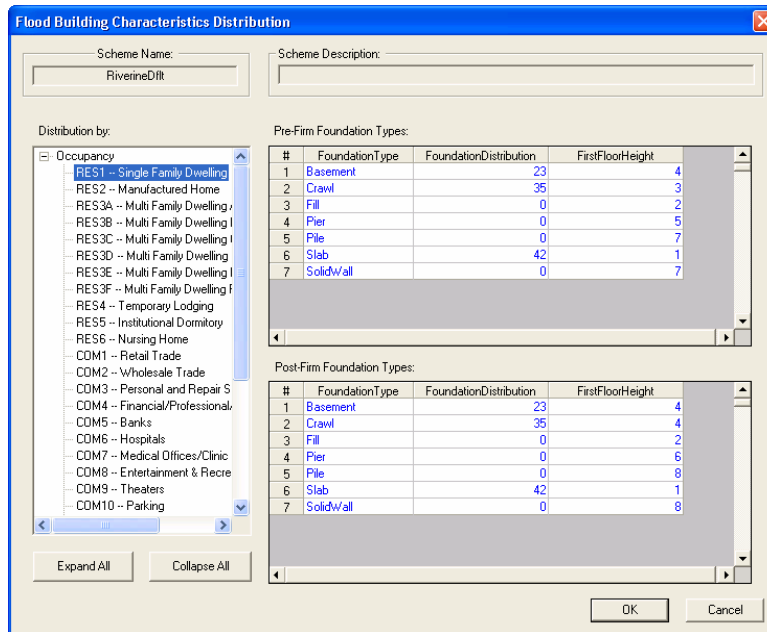 Flood Building Characteristics Distribution
Scheme Name:
RiverineDflt
Scheme Description:
Distribution by:
Occupancy
RES1 -- Single Family Dwelling
RES2 -- Manufactured Home
RES3A -- Multi Family Dwelling
RES3B -- Multi Family Dwelling
RES3C -- Multi Family Dwelling
RES3D -- Multi Family Dwelling
RES3E -- Multi Family Dwelling
RES3F -- Multi Family Dwelling
RES4 -- Temporary Lodging
RES5 -- Institutional Dormitory
RES6 -- Nursing Home
COM1 -- Retail Trade
COM2 -- Wholesale Trade
COM3 -- Personal and Repair S
COM4 -- Financial/Professional/
COM5 -- Banks
COM6 -- Hospitals
COM7 -- Medical Offices/Clinic
COM8 -- Entertainment & Recre
COM9 -- Theaters
COM10 -- Parking
Expand All
Collapse All
Pre-Firm Foundation Types:
# FoundationType FoundationDistribution FirstFloorHeight
1 Basement 23 4
2 Crawl 35 3
3 Fill 0 2
4 Pier 0 5
5 Pile 0 7
6 Slab 42 1
7 SolidWall 0 7
Post-Firm Foundation Types:
# FoundationType FoundationDistribution FirstFloorHeight
1 Basement 23 4
2 Crawl 35 4
3 Fill 0 2
4 Pier 0 6
5 Pile 0 8
6 Slab 42 1
7 SolidWall 0 8
OK
Cancel